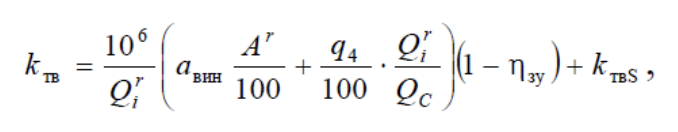 k_тв = 10^6 / Q_i^r ( a_вин A^r / 100 + q_4 / 100 · Q_i^r / Q_C ) (1 − η_зу) + k_твS ,